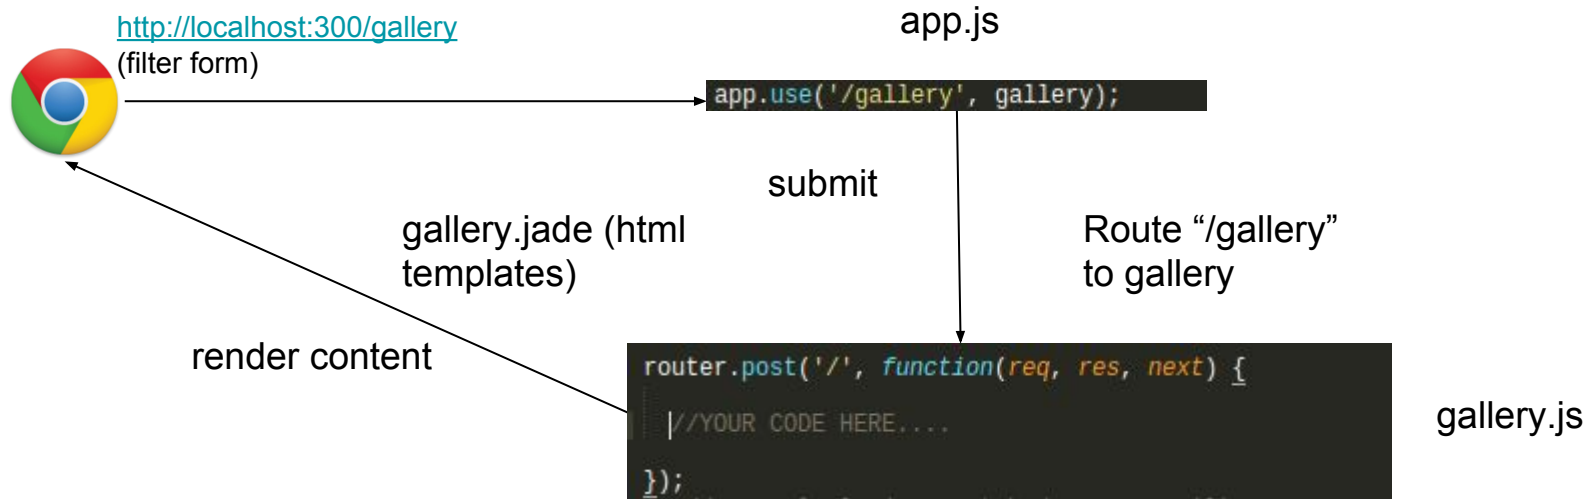 http://localhost:300/gallery
(filter form)
app.js
app.use('/gallery', gallery);
submit
gallery.jade (html
templates)
Route “/gallery”
to gallery
render content
router.post('/', function(req, res, next) {
//YOUR CODE HERE....
});
gallery.js